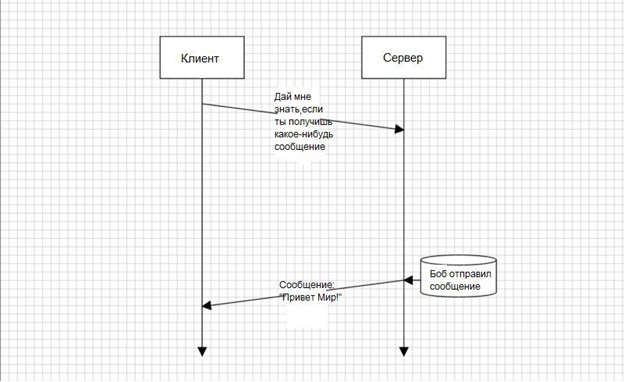 Клиент
Сервер
Дай мне
знать,если
ты получишь
какое-нибудь
сообщение
Боб отправил
сообщение
Сообщение:
"Привет Мир!"